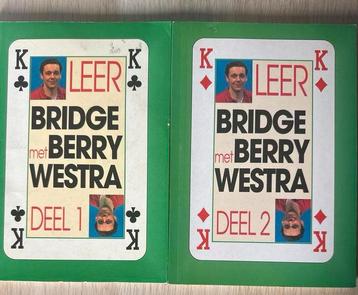 K K
LEER
BRIDGE
met BERRY
WESTRA
DEEL 1
K K
K K
LEER
BRIDGE
met BERRY
WESTRA
DEEL 2
K K